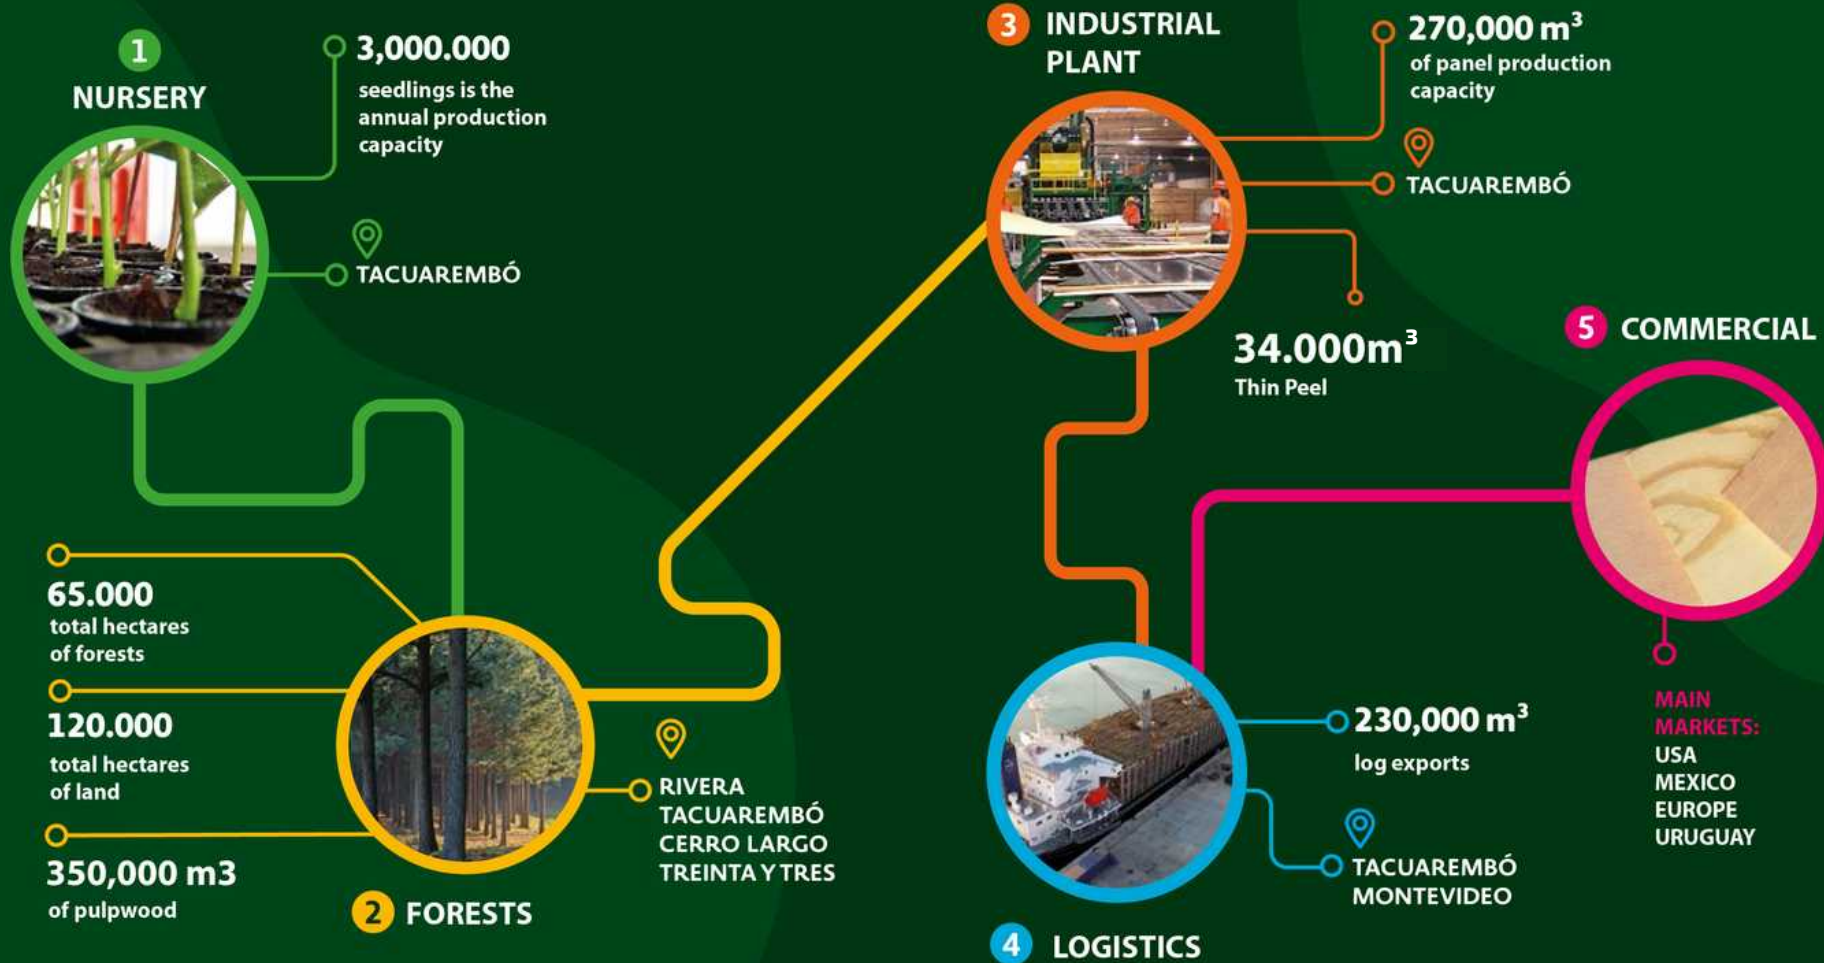 1
NURSERY
3,000.000
seedlings is the
annual production
capacity
TACUAREMBÓ
65.000
total hectares
of forests
120.000
total hectares
of land
350,000 m3
of pulpwood
2 FORESTS
RIVERA
TACUAREMBÓ
CERRO LARGO
TREINTA Y TRES
3 INDUSTRIAL
PLANT
270,000 m³
of panel production
capacity
TACUAREMBÓ
34.000m³
Thin Peel
4 LOGISTICS
230,000 m³
log exports
TACUAREMBÓ
MONTEVIDEO
5 COMMERCIAL
MAIN
MARKETS:
USA
MEXICO
EUROPE
URUGUAY